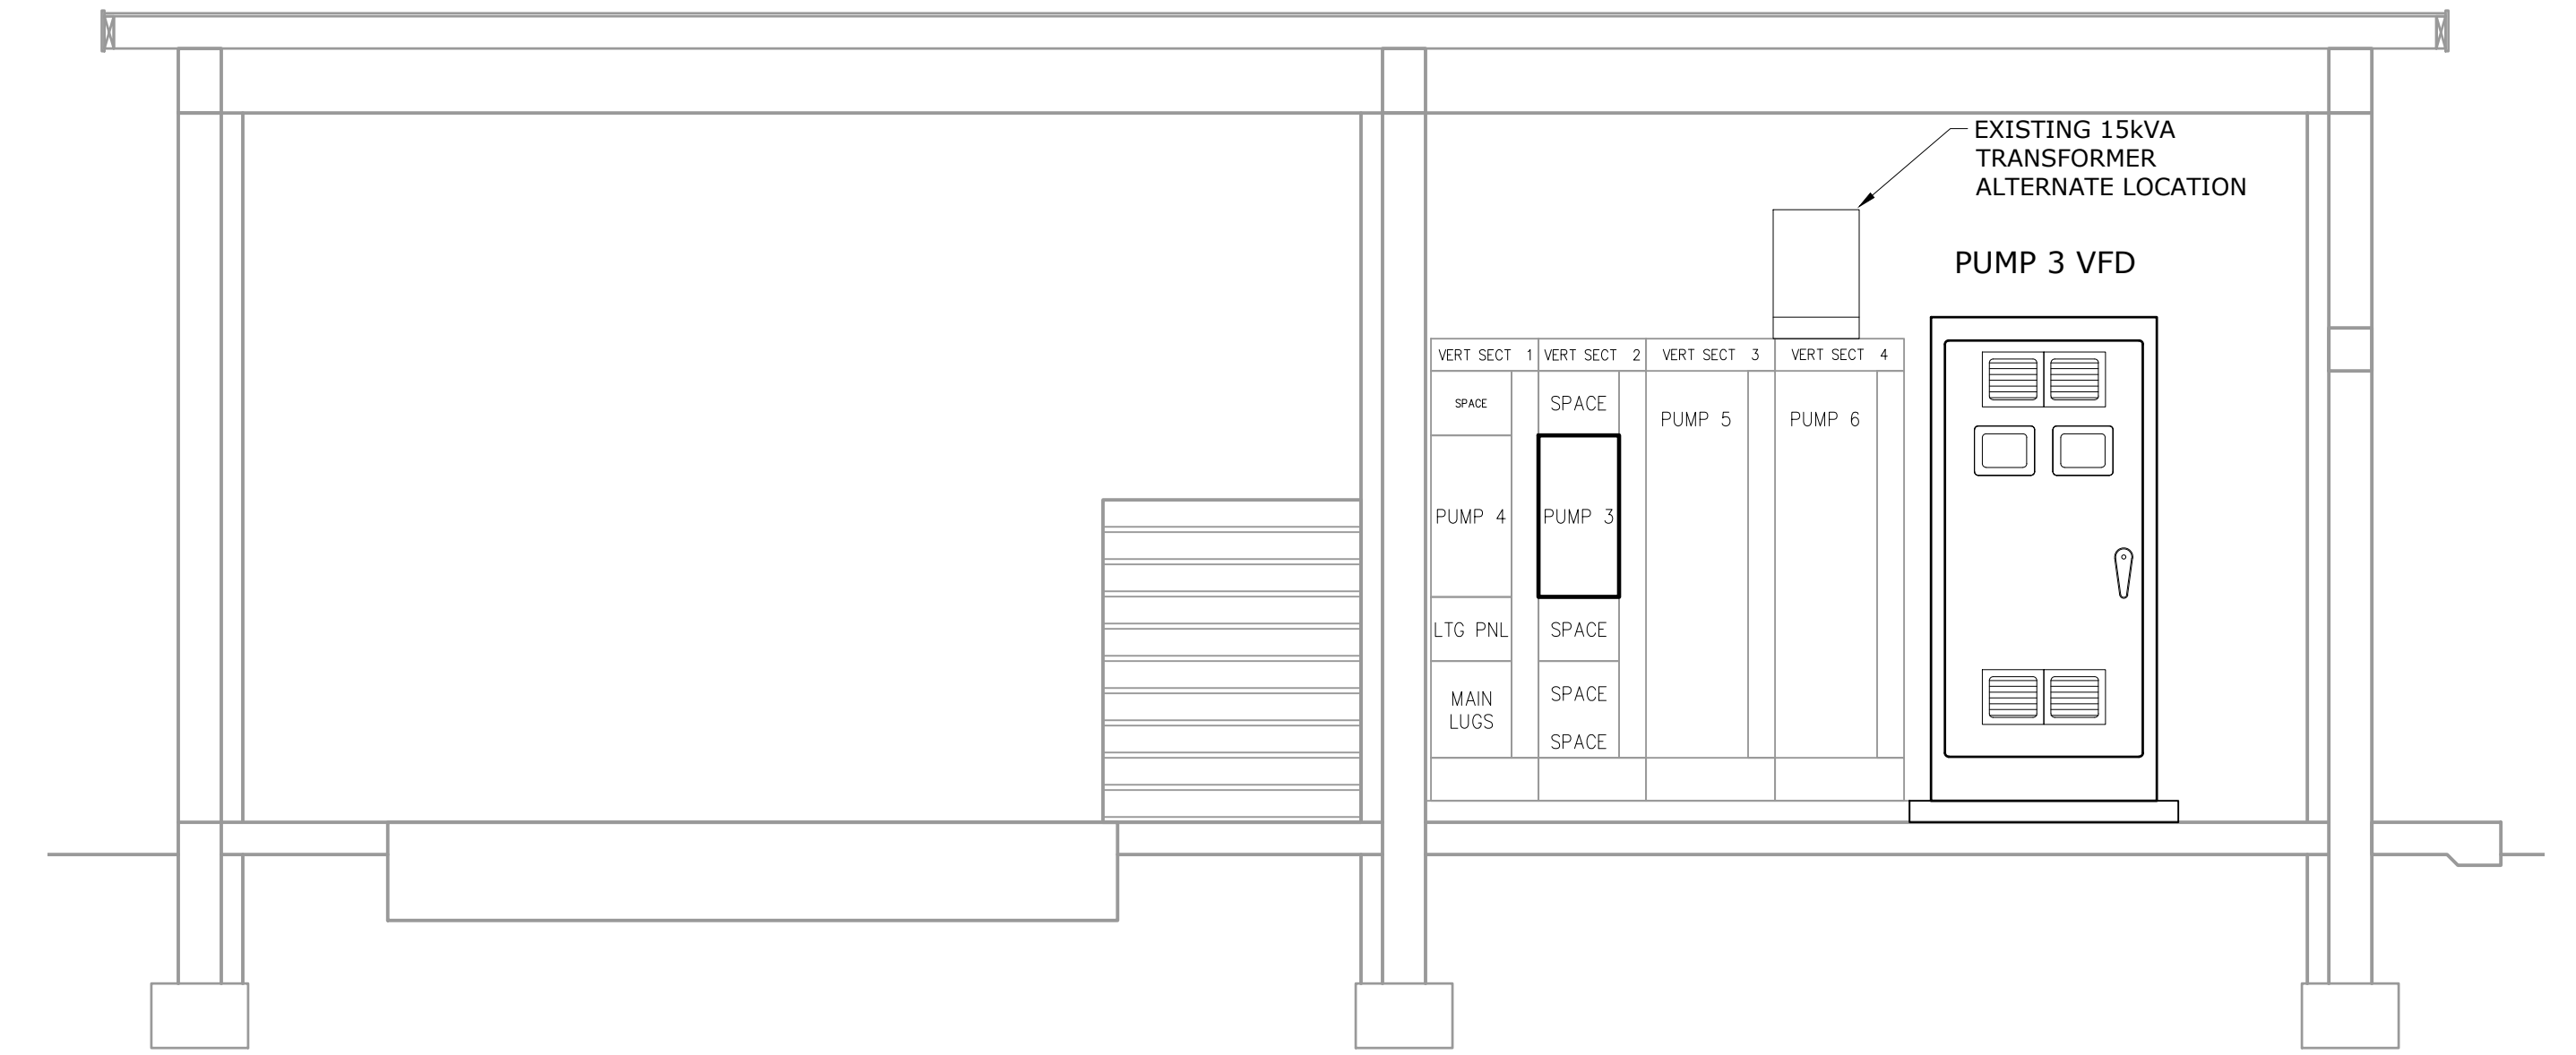 EXISTING 15kVA
TRANSFORMER
ALTERNATE LOCATION
PUMP 3 VFD
VERT SECT 1
VERT SECT 2
VERT SECT 3
VERT SECT 4
SPACE
SPACE
PUMP 5
PUMP 6
PUMP 4
PUMP 3
LTG PNL
SPACE
MAIN
LUGS
SPACE
SPACE